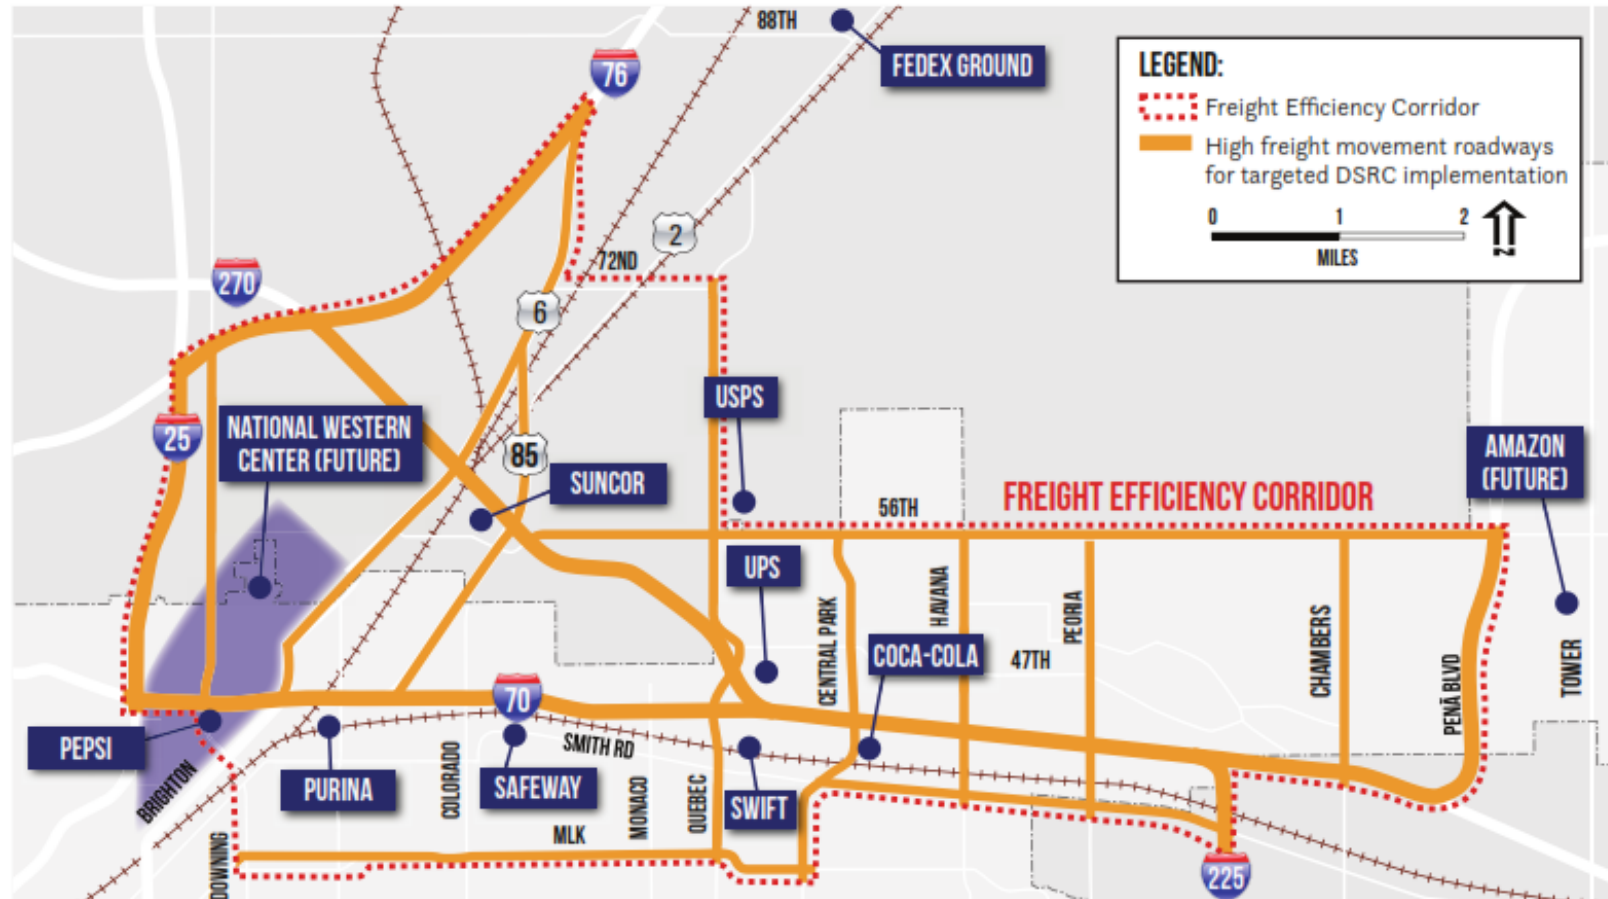 88TH
FEDEX GROUND
76
LEGEND:
Freight Efficiency Corridor
High freight movement roadways
for targeted DSRC implementation
0 1 2
MILES
N
2
72ND
270
6
USPS
25
NATIONAL WESTERN
CENTER (FUTURE)
85
SUNCOR
AMAZON
(FUTURE)
FREIGHT EFFICIENCY CORRIDOR
56TH
UPS
CENTRAL PARK
HAVANA
PEORIA
COCA-COLA
47TH
CHAMBERS
PEÑA BLVD
TOWER
70
PEPSI
BRIGHTON
PURINA
COLORADO
SAFEWAY
SMITH RD
MONACO
QUEBEC
SWIFT
MLK
DOWNING
225